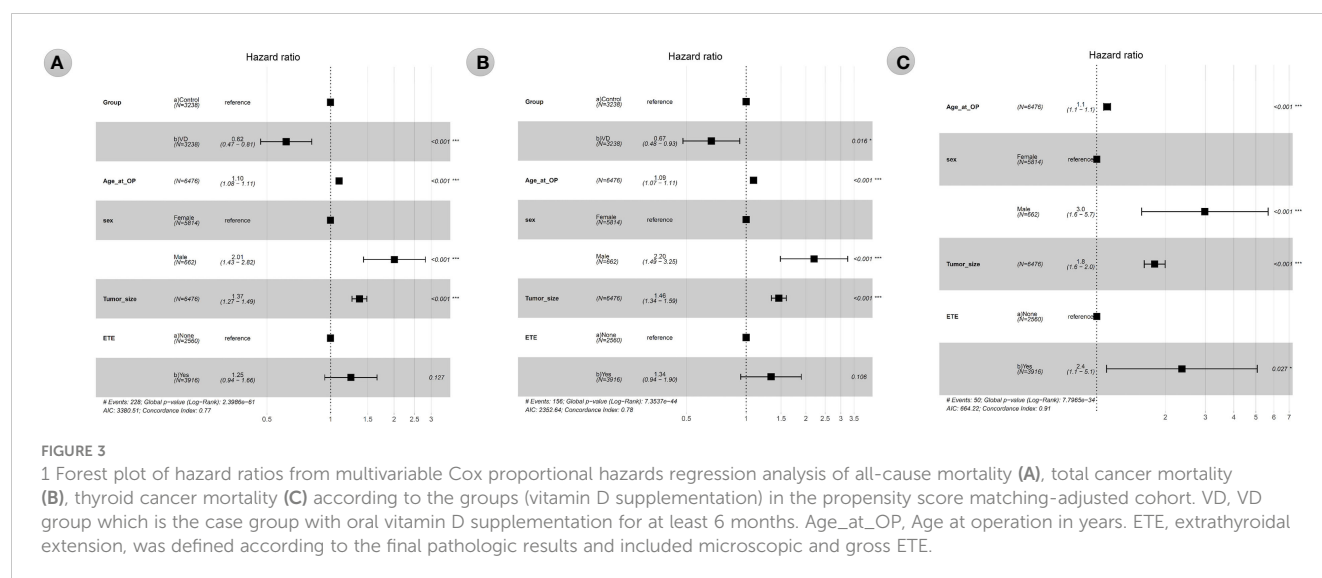 A
Hazard ratio
Group
a)Control
(N=3238)
reference
b)VD
(N=3238)
0.62
(0.47 − 0.81)
<0.001 ***
Age_at_OP
(N=6476)
1.10
(1.08 − 1.11)
<0.001 ***
sex
Female
(N=5814)
reference
Male
(N=662)
2.01
(1.43 − 2.82)
<0.001 ***
Tumor_size
(N=6476)
1.37
(1.27 − 1.49)
<0.001 ***
ETE
a)None
(N=2560)
reference
b)Yes
(N=3916)
1.25
(0.94 − 1.66)
0.127
# Events: 228; Global p−value (Log−Rank): 2.3986e−61
AIC: 3380.51; Concordance Index: 0.77
0.5 1 1.5 2 2.5 3
B
Hazard ratio
Group
a)Control
(N=3238)
reference
b)VD
(N=3238)
0.67
(0.48 − 0.93)
0.016 *
Age_at_OP
(N=6476)
1.09
(1.07 − 1.11)
<0.001 ***
sex
Female
(N=5814)
reference
Male
(N=662)
2.20
(1.49 − 3.25)
<0.001 ***
Tumor_size
(N=6476)
1.46
(1.34 − 1.59)
<0.001 ***
ETE
a)None
(N=2560)
reference
b)Yes
(N=3916)
1.34
(0.94 − 1.90)
0.106
# Events: 156; Global p−value (Log−Rank): 7.3537e−44
AIC: 2352.64; Concordance Index: 0.78
0.5 1 1.5 2 2.5 3 3.5
C
Hazard ratio
Age_at_OP
(N=6476)
1.1
(1.1 − 1.1)
<0.001 ***
sex
Female
(N=5814)
reference
Male
(N=662)
3.0
(1.6 − 5.7)
<0.001 ***
Tumor_size
(N=6476)
1.8
(1.6 − 2.0)
<0.001 ***
ETE
a)None
(N=2560)
reference
b)Yes
(N=3916)
2.4
(1.1 − 5.1)
0.027 *
# Events: 50; Global p−value (Log−Rank): 7.7965e−34
AIC: 664.22; Concordance Index: 0.91
1 2 3 4 5 6 7
FIGURE 3
1 Forest plot of hazard ratios from multivariable Cox proportional hazards regression analysis of all-cause mortality (A), total cancer mortality
(B), thyroid cancer mortality (C) according to the groups (vitamin D supplementation) in the propensity score matching-adjusted cohort. VD, VD
group which is the case group with oral vitamin D supplementation for at least 6 months. Age_at_OP, Age at operation in years. ETE, extrathyroidal
extension, was defined according to the final pathologic results and included microscopic and gross ETE.